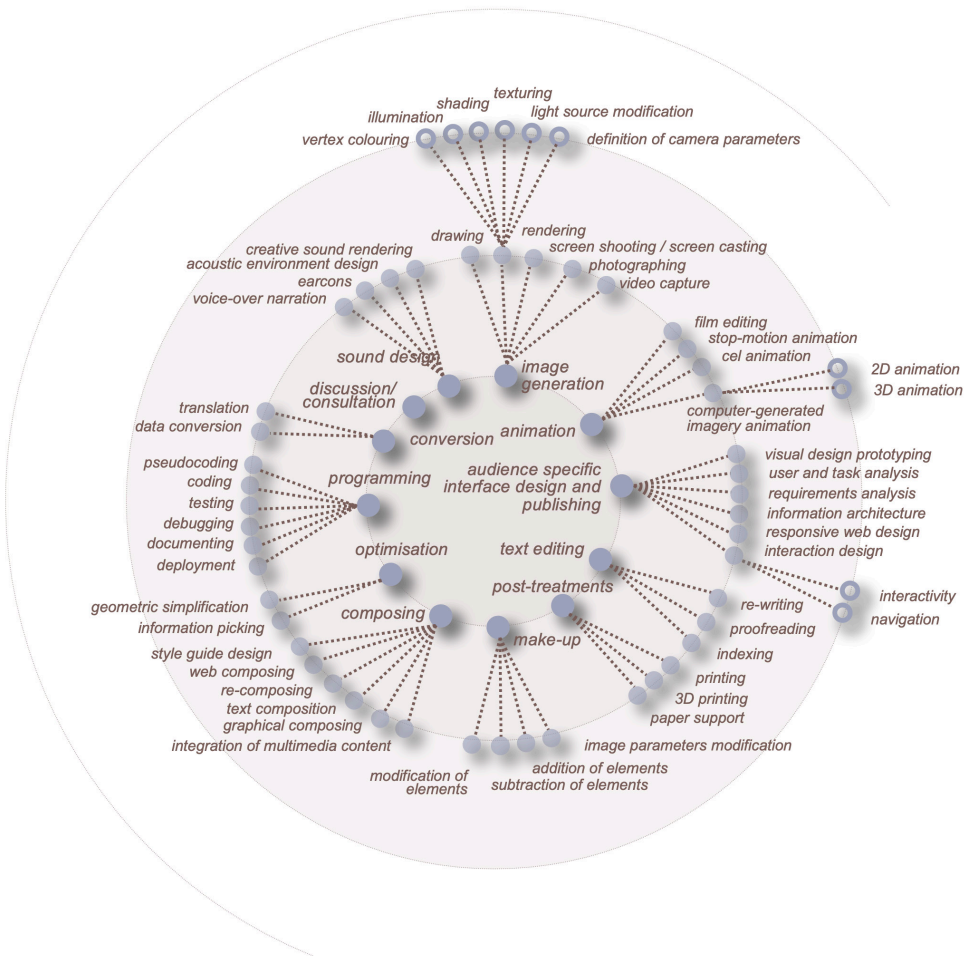 texturing
shading
light source modification
illumination
vertex colouring
definition of camera parameters
rendering
drawing
creative sound rendering
screen shooting / screen casting
acoustic environment design
photographing
earcons
video capture
voice-over narration
film editing
stop-motion animation
sound design
cel animation
image
generation
2D animation
discussion/
consultation
3D animation
translation
computer-generated
imagery animation
data conversion
conversion
animation
visual design prototyping
pseudocoding
audience specific
interface design and
publishing
user and task analysis
coding
programming
requirements analysis
testing
information architecture
debugging
responsive web design
documenting
optimisation
text editing
interaction design
deployment
post-treatments
interactivity
geometric simplification
composing
re-writing
navigation
information picking
proofreading
make-up
style guide design
indexing
web composing
printing
re-composing
3D printing
text composition
paper support
graphical composing
integration of multimedia content
image parameters modification
addition of elements
modification of
elements
subtraction of elements